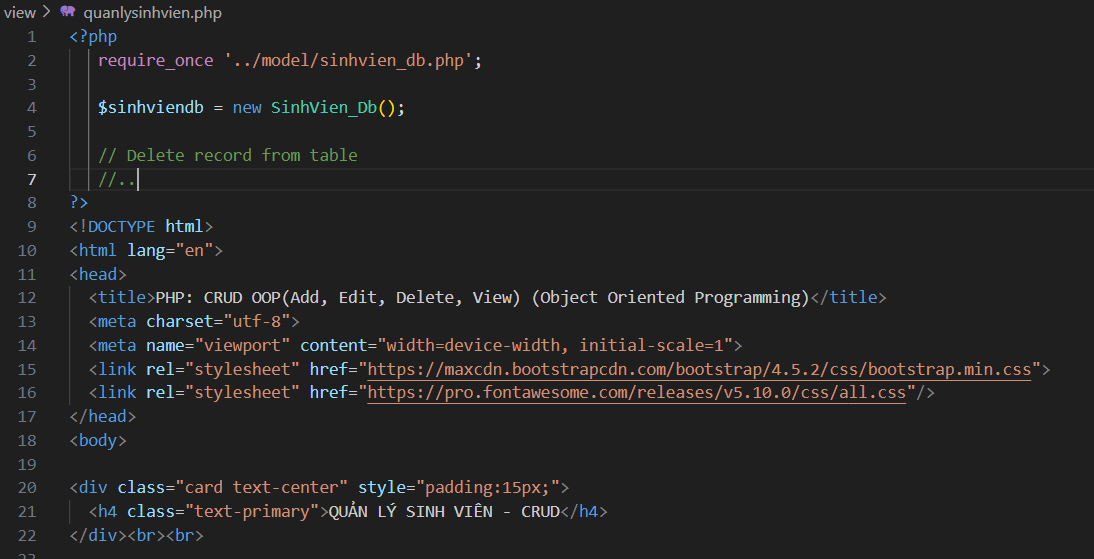 view > quanlysinhvien.php
1 <?php
2 require_once '../model/sinhvien_db.php';
3
4 $sinhviendb = new SinhVien_Db();
5
6 // Delete record from table
7 //..
8 ?>
9 <!DOCTYPE html>
10 <html lang="en">
11 <head>
12 <title>PHP: CRUD OOP(Add, Edit, Delete, View) (Object Oriented Programming)</title>
13 <meta charset="utf-8">
14 <meta name="viewport" content="width=device-width, initial-scale=1">
15 <link rel="stylesheet" href="https://maxcdn.bootstrapcdn.com/bootstrap/4.5.2/css/bootstrap.min.css">
16 <link rel="stylesheet" href="https://pro.fontawesome.com/releases/v5.10.0/css/all.css"/>
17 </head>
18 <body>
19
20 <div class="card text-center" style="padding:15px;">
21 <h4 class="text-primary">QUẢN LÝ SINH VIÊN - CRUD</h4>
22 </div><br><br>